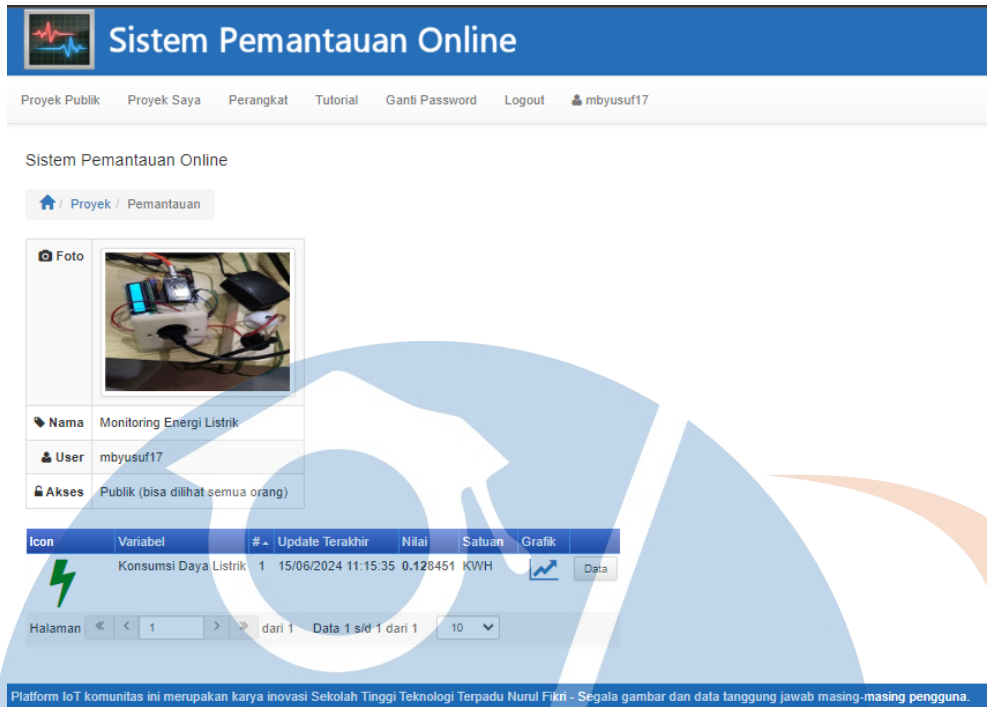 Sistem Pemantauan Online
Proyek Publik Proyek Saya Perangkat Tutorial Ganti Password Logout mbyusuf17
Sistem Pemantauan Online
/ Proyek / Pemantauan
Foto
Nama Monitoring Energi Listrik
User mbyusuf17
Akses Publik (bisa dilihat semua orang)
Icon Variabel # Update Terakhir Nilai Satuan Grafik
Konsumsi Daya Listrik 1 15/06/2024 11:15:35 0.128451 KWH Data
Halaman 1 dari 1 Data 1 s/d 1 dari 1 10
Platform IoT komunitas ini merupakan karya inovasi Sekolah Tinggi Teknologi Terpadu Nurul Fikri - Segala gambar dan data tanggung jawab masing-masing pengguna.